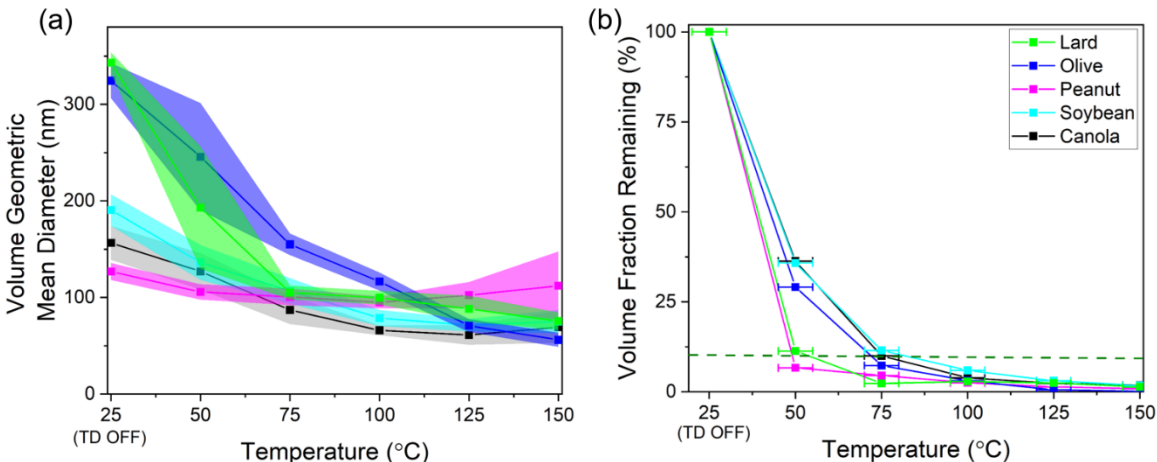 (a)
Volume Geometric
Mean Diameter (nm)
300
200
100
0
25
50
75
100
125
150
(TD OFF)
Temperature (°C)
(b)
Volume Fraction Remaining (%)
100
75
50
25
0
Lard
Olive
Peanut
Soybean
Canola
25
50
75
100
125
150
(TD OFF)
Temperature (°C)